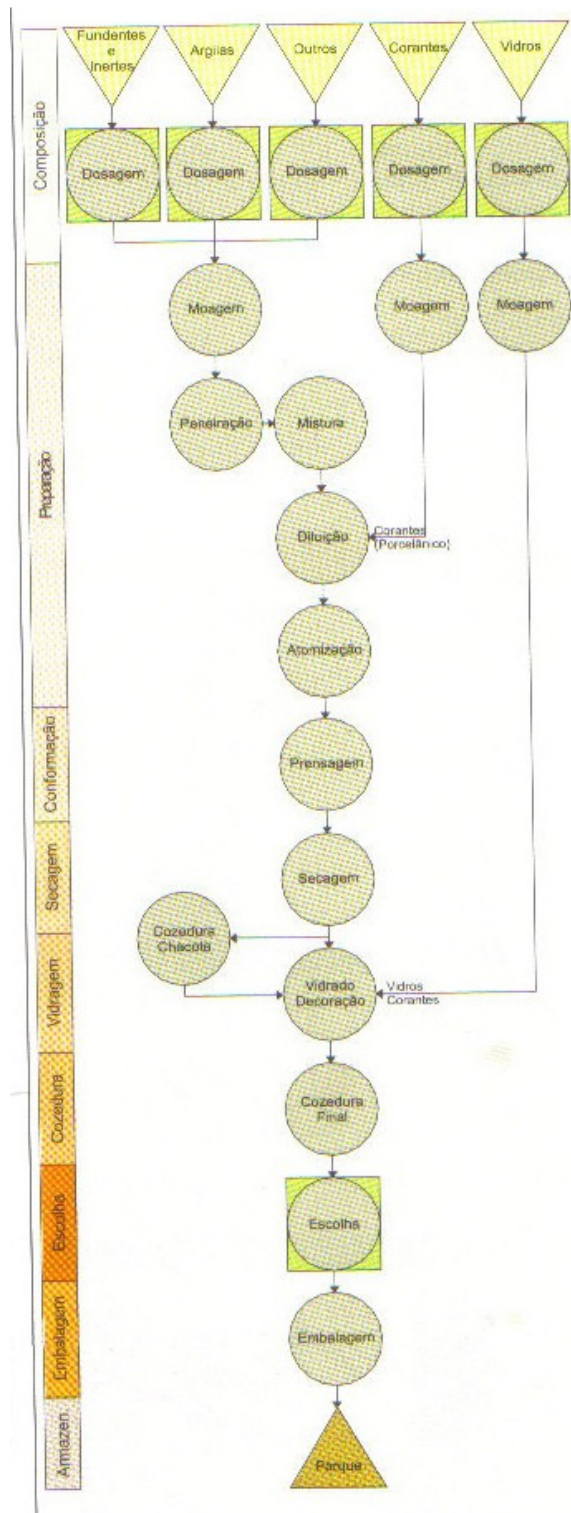 Fundentes
e
Inertes
Argilas
Outros
Corantes
Vidros
Composição
Dosagem
Dosagem
Dosagem
Dosagem
Dosagem
Preparação
Moagem
Moagem
Moagem
Peneiração
Mistura
Diluição
Corantes
(Porcelânico)
Atomização
Conformação
Prensagem
Secagem
Secagem
Cozedura
Chacota
Vidragem
Vidrado
Decoração
Vidros
Corantes
Cozedura
Cozedura
Final
Escolha
Escolha
Embalagem
Embalagem
Armazen.
Parque